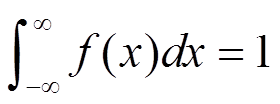 ∫_{-∞}^{∞} f(x)dx = 1